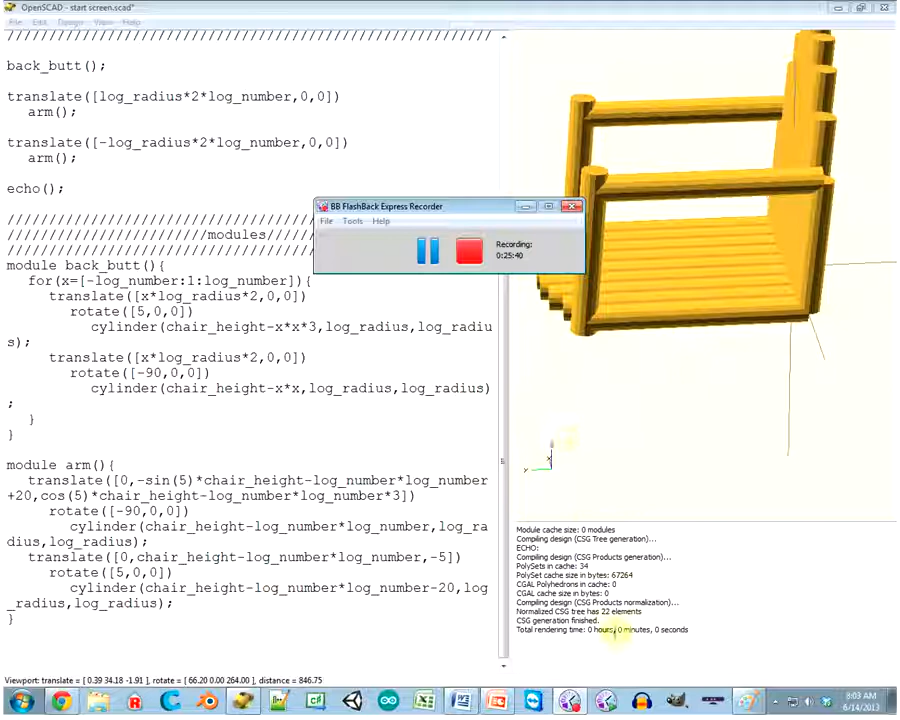 OpenSCAD - start screen.scad*
File Edit Design View Help
////////////////////////////////////////////////////////////
back_butt();
translate([log_radius*2*log_number,0,0])
arm();
translate([-log_radius*2*log_number,0,0])
arm();
echo();
/////////////////////////////////////
////////////////////////modules//////
/////////////////////////////////////
module back_butt(){
for(x=[-log_number:1:log_number]){
translate([x*log_radius*2,0,0])
rotate([5,0,0])
cylinder(chair_height-x*x*3,log_radius,log_radiu
s);
translate([x*log_radius*2,0,0])
rotate([-90,0,0])
cylinder(chair_height-x*x,log_radius,log_radius)
;
}
}
module arm(){
translate([0,-sin(5)*chair_height-log_number*log_number
+20,cos(5)*chair_height-log_number*log_number*3])
rotate([-90,0,0])
cylinder(chair_height-log_number*log_number,log_ra
dius,log_radius);
translate([0,chair_height-log_number*log_number,-5])
rotate([5,0,0])
cylinder(chair_height-log_number*log_number-20,log
_radius,log_radius);
}
BB FlashBack Express Recorder
File Tools Help
Recording:
0:25:40
Module cache size: 0 modules
Compiling design (CSG Tree generation)...
ECHO:
Compiling design (CSG Products generation)...
PolySets in cache: 34
PolySet cache size in bytes: 67264
CGAL Polyhedrons in cache: 0
CGAL cache size in bytes: 0
Compiling design (CSG Products normalization)...
Normalized CSG tree has 22 elements
CSG generation finished.
Total rendering time: 0 hours, 0 minutes, 0 seconds
Viewport: translate = [ 0.39 34.18 -1.91 ], rotate = [ 66.20 0.00 264.00 ], distance = 846.75
8:03 AM
6/14/2013